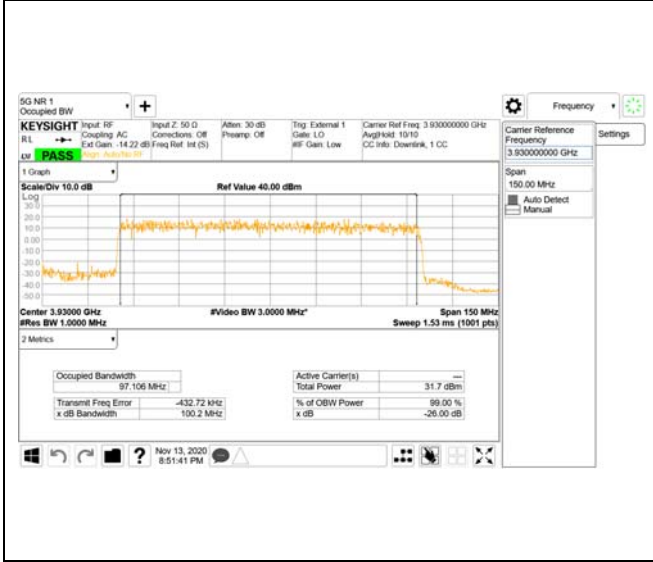 5G NR 1
Occupied BW
Frequency
KEYSIGHT
Input: RF
Input Z: 50 Ω
Atten: 30 dB
Trig: External 1
Carrier Ref Freq: 3.930000000 GHz
R L
Coupling: AC
Corrections: Off
Preamp: Off
Gate: LO
Avg|Hold: 10/10
Ext Gain: -14.22 dB
Freq Ref: Int (S)
#IF Gain: Low
CC Info: Downlink, 1 CC
PASS
Align: Auto/No RF
Carrier Reference
Frequency
3.930000000 GHz
Settings
Span
150.00 MHz
Auto Detect
Manual
1 Graph
Scale/Div 10.0 dB
Ref Value 40.00 dBm
Log
30.0
20.0
10.0
0.00
-10.0
-20.0
-30.0
-40.0
-50.0
Center 3.93000 GHz
#Video BW 3.0000 MHz*
Span 150 MHz
#Res BW 1.0000 MHz
Sweep 1.53 ms (1001 pts)
2 Metrics
Occupied Bandwidth
97.106 MHz
Active Carrier(s)
---
Total Power
31.7 dBm
Transmit Freq Error
-432.72 kHz
% of OBW Power
99.00 %
x dB Bandwidth
100.2 MHz
x dB
-26.00 dB
Nov 13, 2020
8:51:41 PM